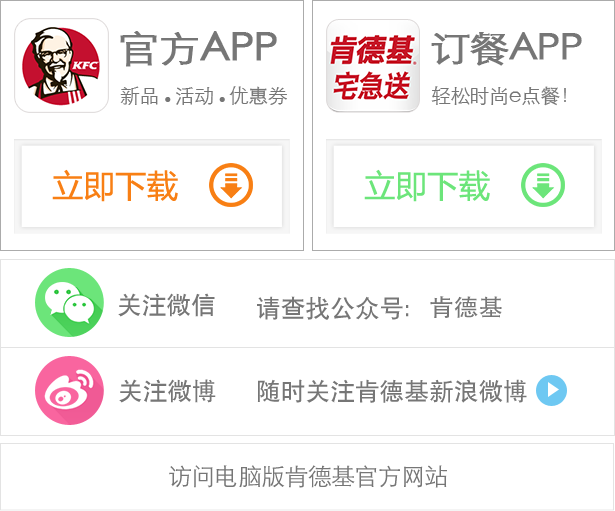 KFC
官方APP
新品•活动•优惠券
立即下载
肯德基
宅急送
订餐APP
轻松时尚e点餐!
立即下载
关注微信
请查找公众号: 肯德基
关注微博
随时关注肯德基新浪微博
访问电脑版肯德基官方网站